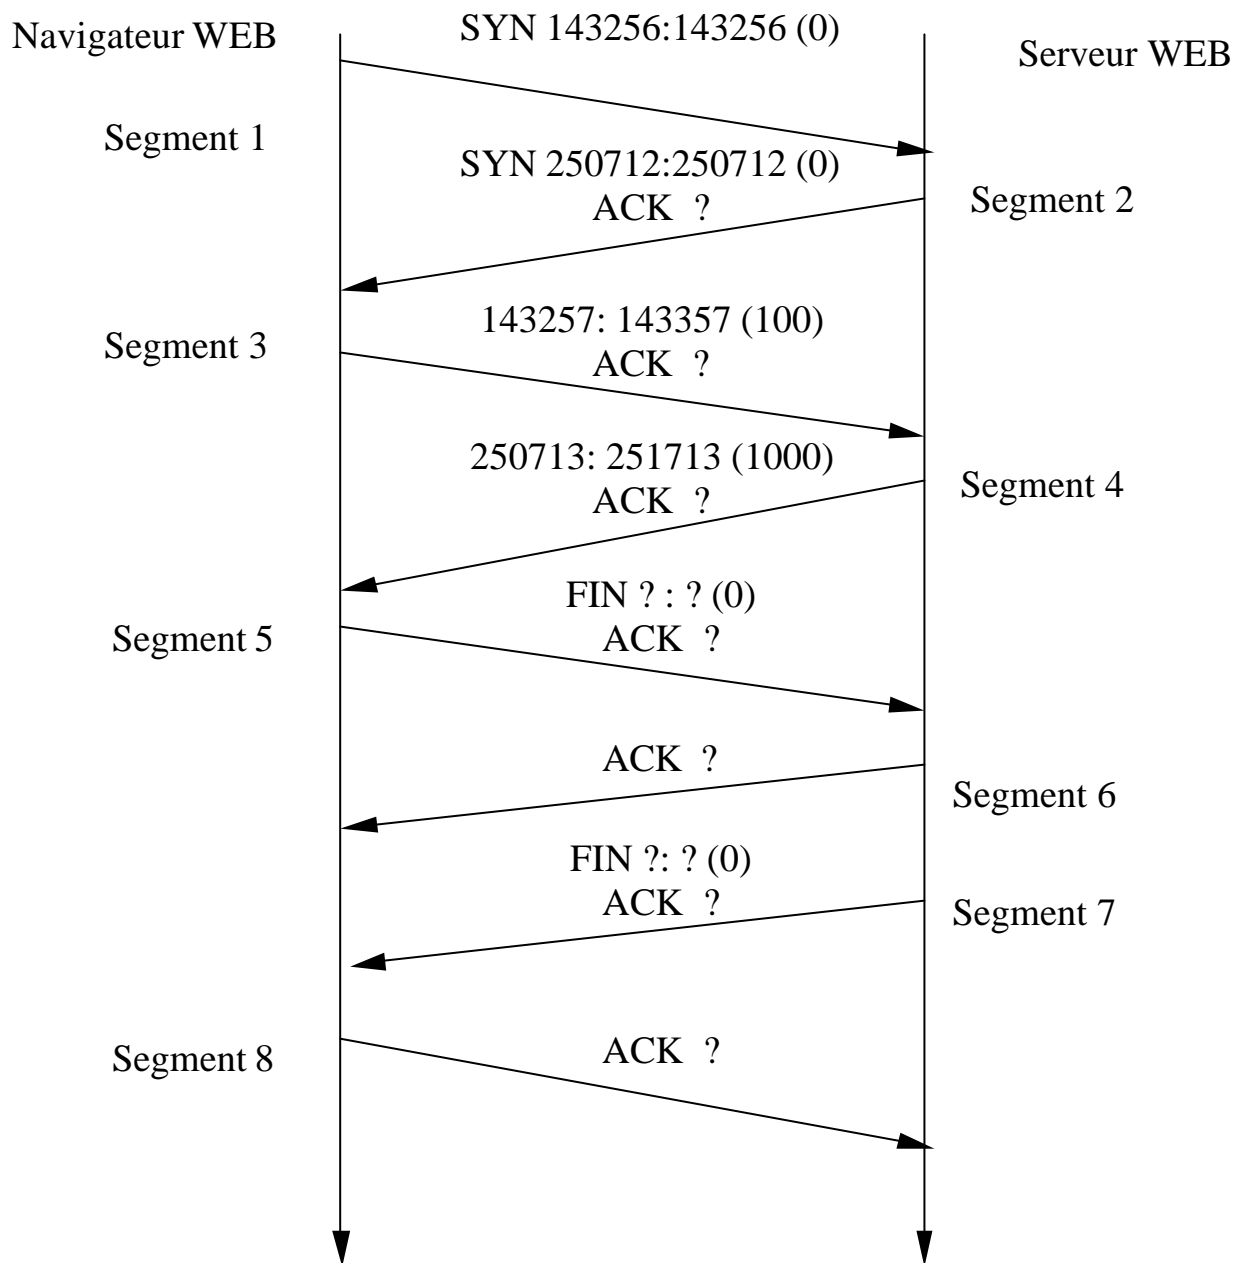 Navigateur WEB
SYN 143256:143256 (0)
Serveur WEB
Segment 1
SYN 250712:250712 (0)
ACK ?
Segment 2
Segment 3
143257: 143357 (100)
ACK ?
250713: 251713 (1000)
ACK ?
Segment 4
FIN ? : ? (0)
ACK ?
Segment 5
ACK ?
Segment 6
FIN ?: ? (0)
ACK ?
Segment 7
Segment 8
ACK ?